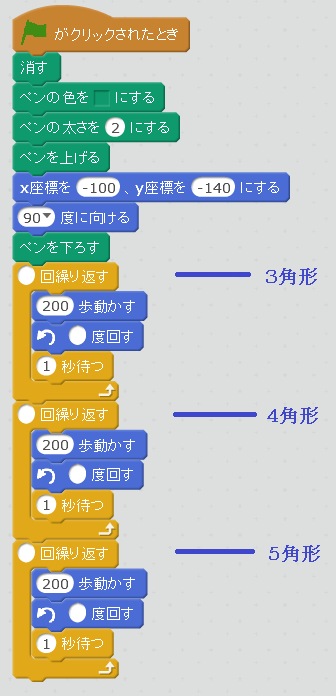 がクリックされたとき
消す
ペンの色を にする
ペンの太さを 2 にする
ペンを上げる
x座標を -100 、y座標を -140 にする
90▼ 度に向ける
ペンを下ろす
回繰り返す 3角形
200 歩動かす
度回す
1 秒待つ
回繰り返す 4角形
200 歩動かす
度回す
1 秒待つ
回繰り返す 5角形
200 歩動かす
度回す
1 秒待つ